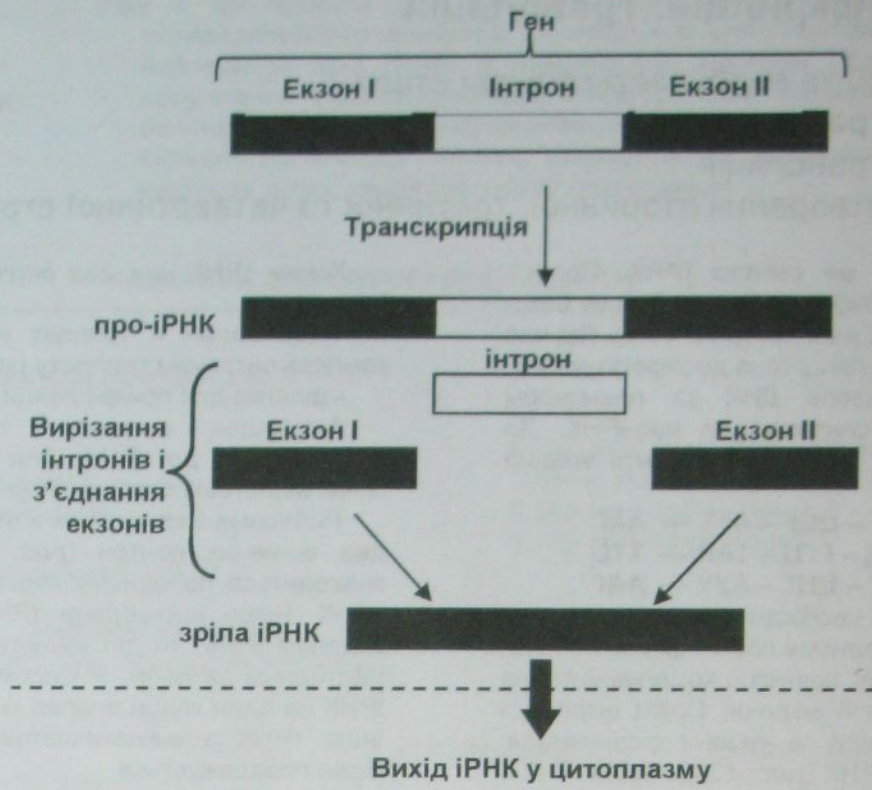 Ген
Екзон I Інтрон Екзон II
Транскрипція
про-іРНК
інтрон
Вирізання
інтронів і
з’єднання
екзонів
Екзон I Екзон II
зріла іРНК
Вихід іРНК у цитоплазму